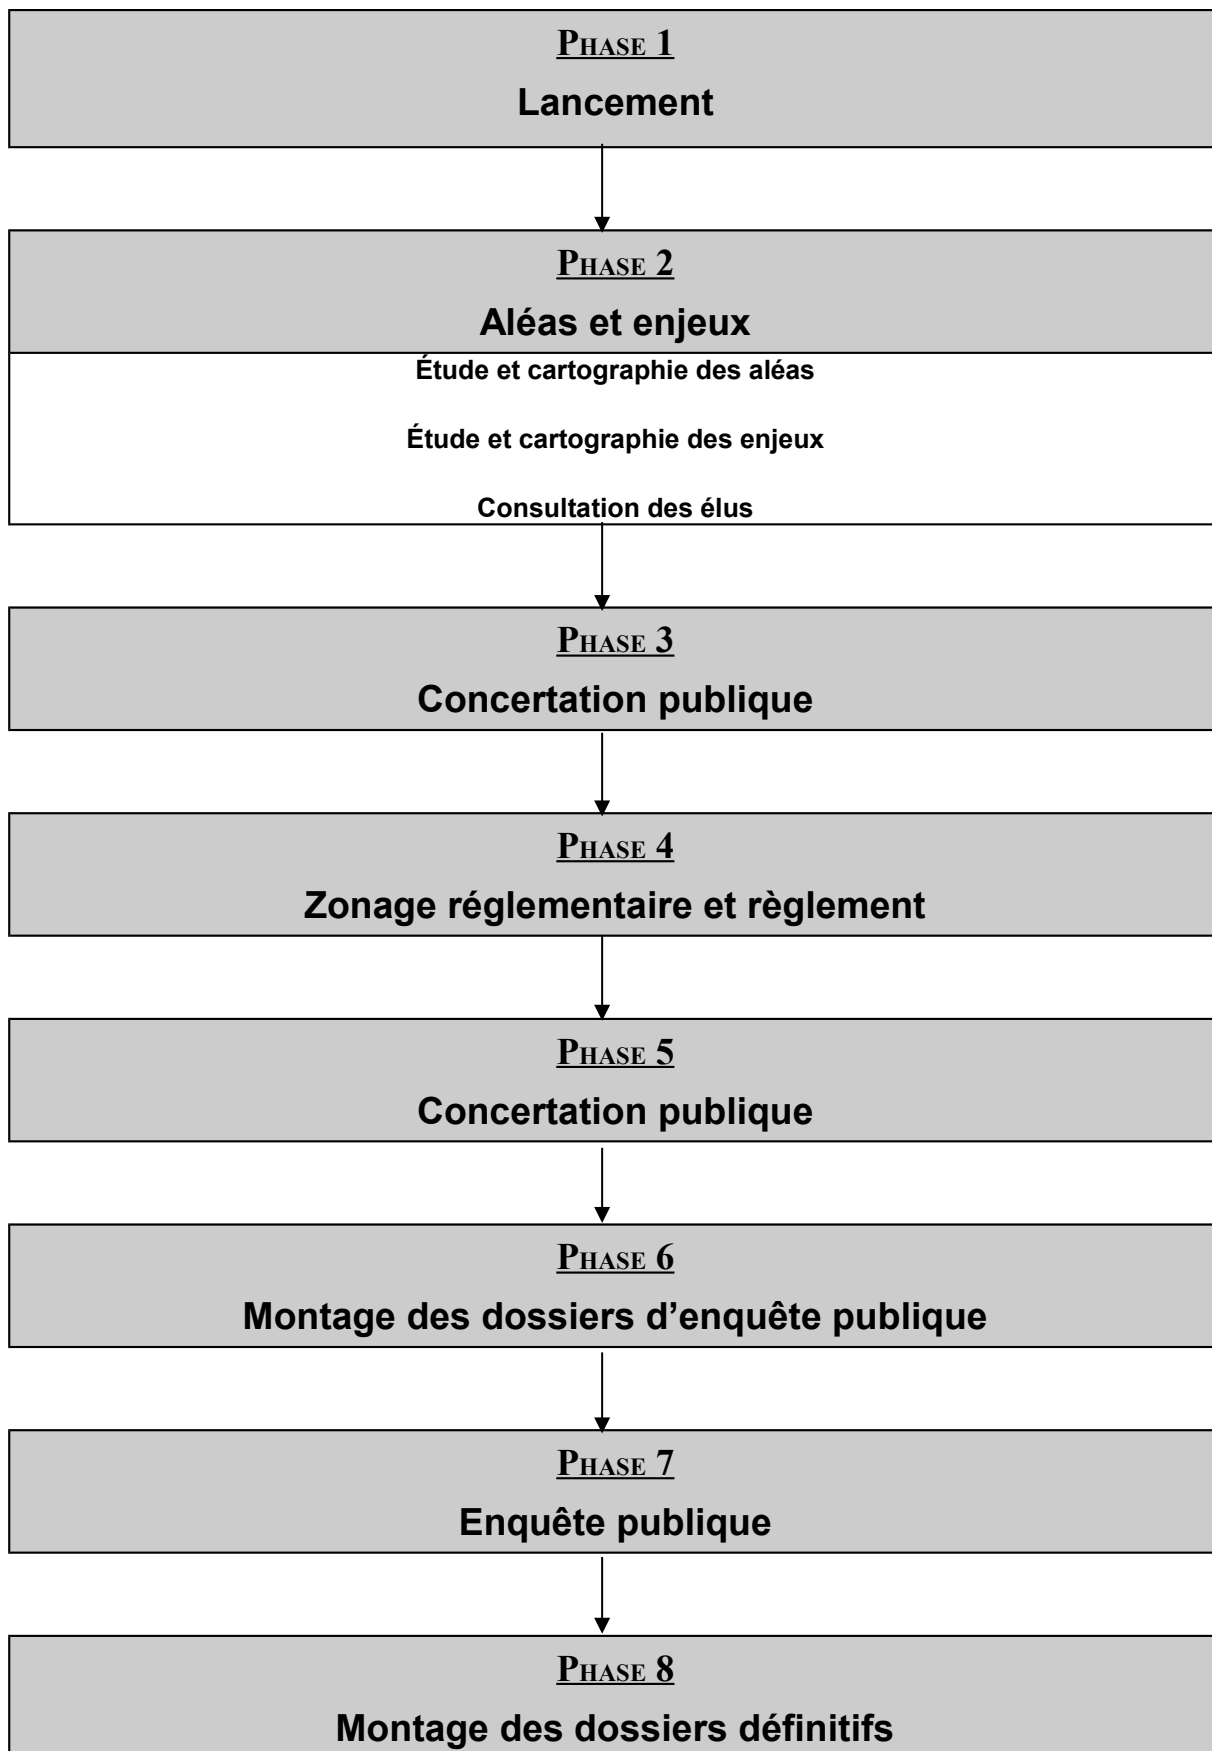 PHASE 1
Lancement
PHASE 2
Aléas et enjeux
Étude et cartographie des aléas
Étude et cartographie des enjeux
Consultation des élus
PHASE 3
Concertation publique
PHASE 4
Zonage réglementaire et règlement
PHASE 5
Concertation publique
PHASE 6
Montage des dossiers d’enquête publique
PHASE 7
Enquête publique
PHASE 8
Montage des dossiers définitifs